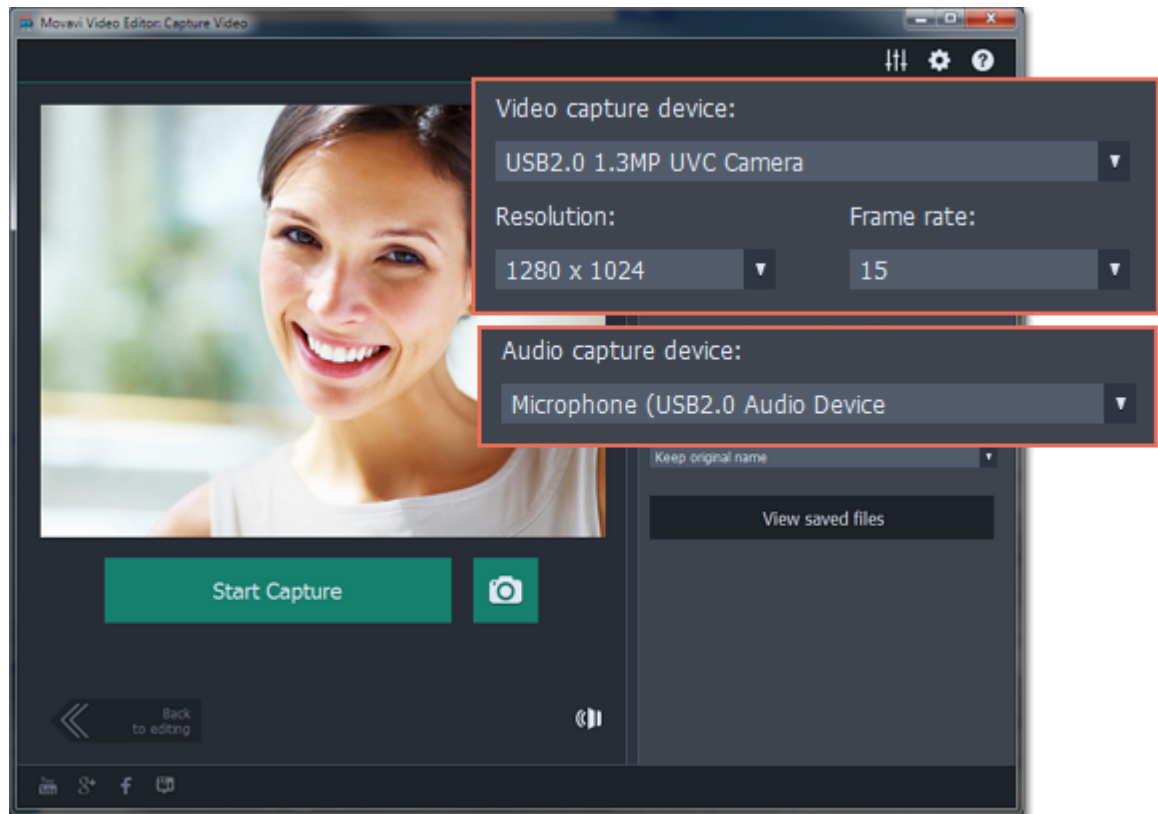 Movavi Video Editor: Capture Video
Video capture device:
USB2.0 1.3MP UVC Camera
Resolution:
Frame rate:
1280 x 1024
15
Audio capture device:
Microphone (USB2.0 Audio Device
Keep original name
View saved files
Start Capture
Back
to editing
You
Tube
g+
f